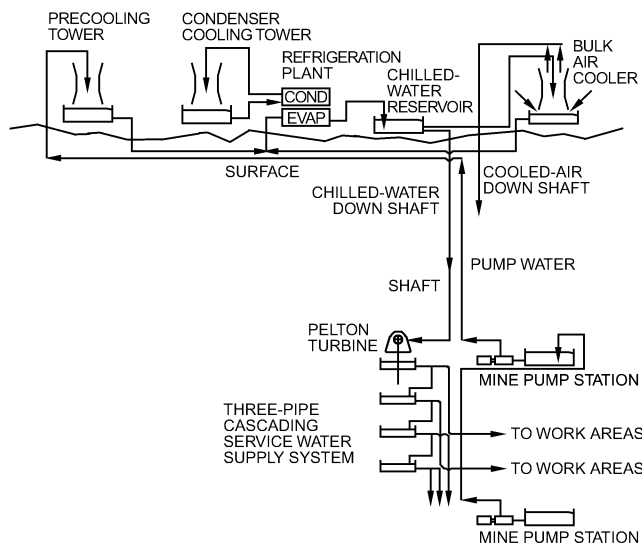 PRECOOLING
TOWER
CONDENSER
COOLING TOWER
REFRIGERATION
PLANT
COND
EVAP
CHILLED-
WATER
RESERVOIR
BULK
AIR
COOLER
SURFACE
CHILLED-WATER
DOWN SHAFT
COOLED-AIR
DOWN SHAFT
PUMP WATER
SHAFT
PELTON
TURBINE
MINE PUMP STATION
THREE-PIPE
CASCADING
SERVICE WATER
SUPPLY SYSTEM
TO WORK AREAS
TO WORK AREAS
MINE PUMP STATION